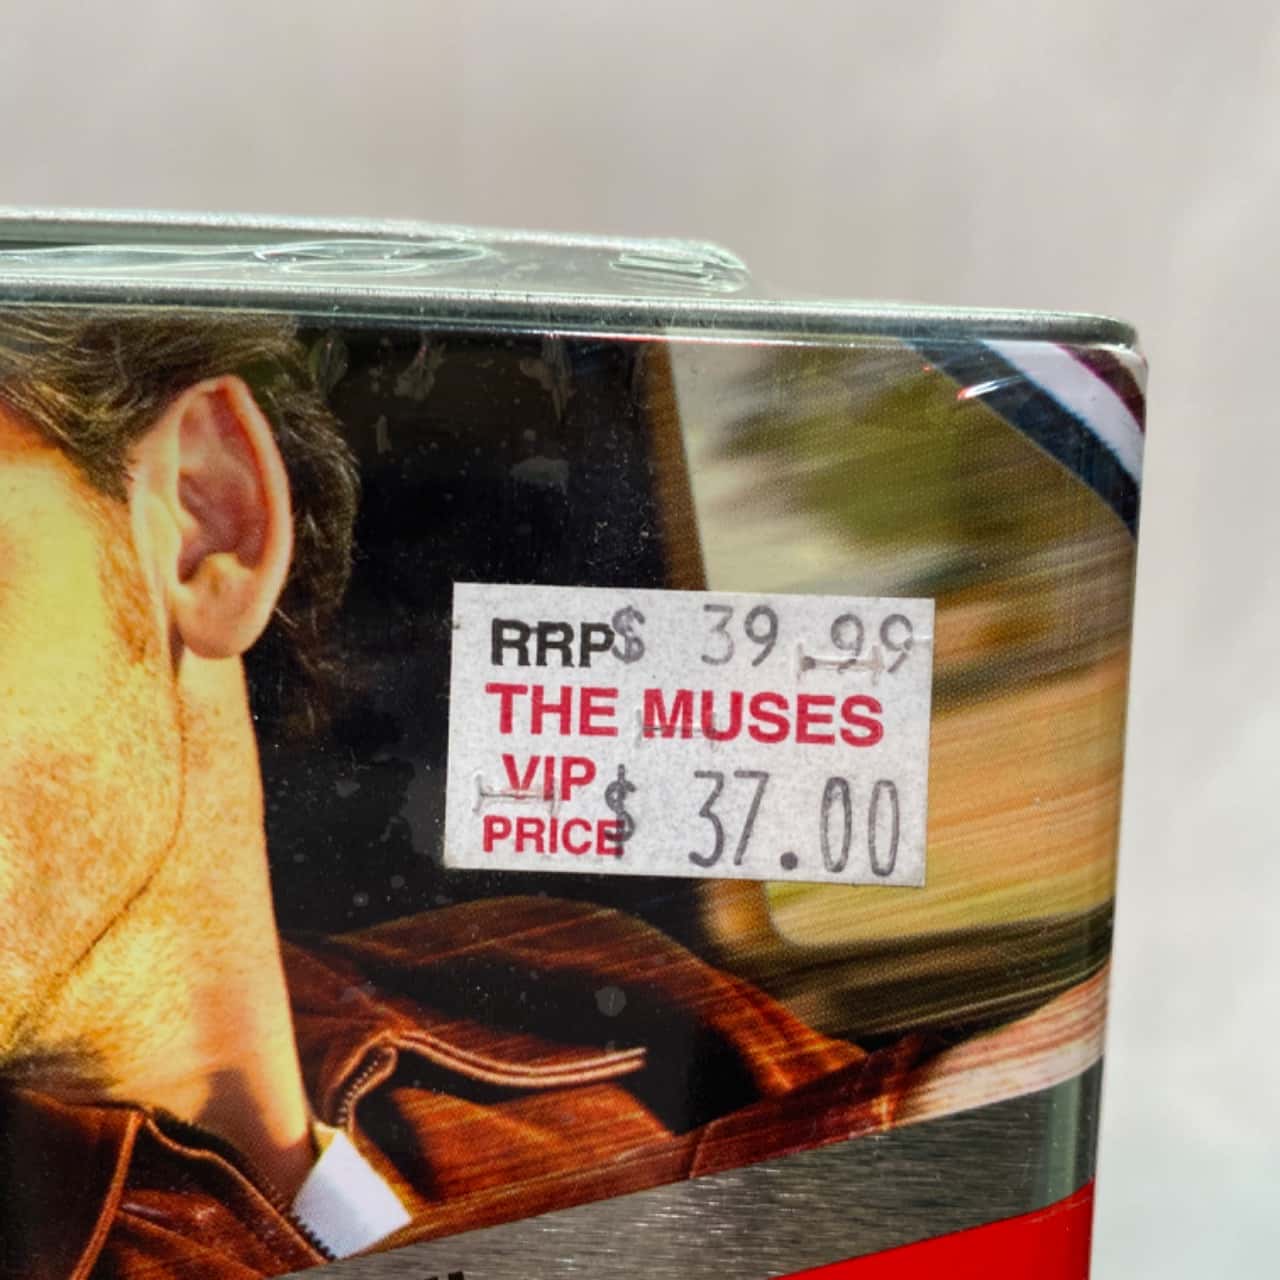 RRP$ 39.99
THE MUSES
VIP
PRICE$ 37.00